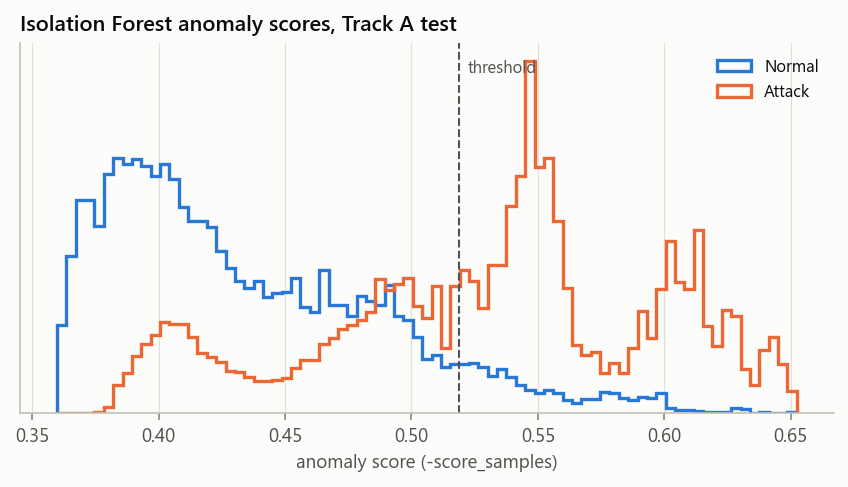 Isolation Forest anomaly scores, Track A test
threshold
Normal
Attack
0.35 0.40 0.45 0.50 0.55 0.60 0.65
anomaly score (-score_samples)